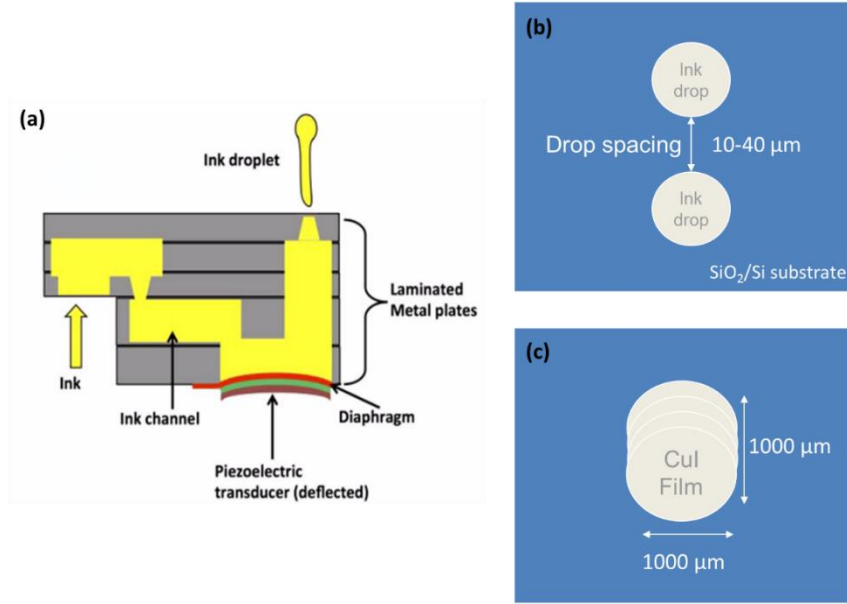 (a)
Ink droplet
Laminated
Metal plates
Ink
Ink channel
Diaphragm
Piezoelectric
transducer (deflected)
(b)
Ink
drop
Drop spacing
10-40 µm
Ink
drop
SiO₂/Si substrate
(c)
CuI
Film
1000 µm
1000 µm